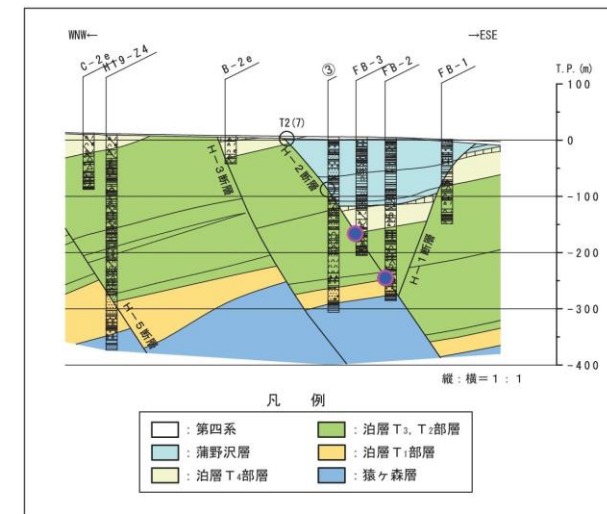 WNW←
→ESE
C-2e
H19-Z4
B-2e
③
FB-3
FB-2
FB-1
T.P.(m)
100
0
-100
-200
-300
-400
T2(7)
H-3断層
H-2断層
H-1断層
H-5断層
縦:横=1:1
凡 例
:第四系
:泊層T₃,T₂部層
:蒲野沢層
:泊層T₁部層
:泊層T₄部層
:猿ヶ森層